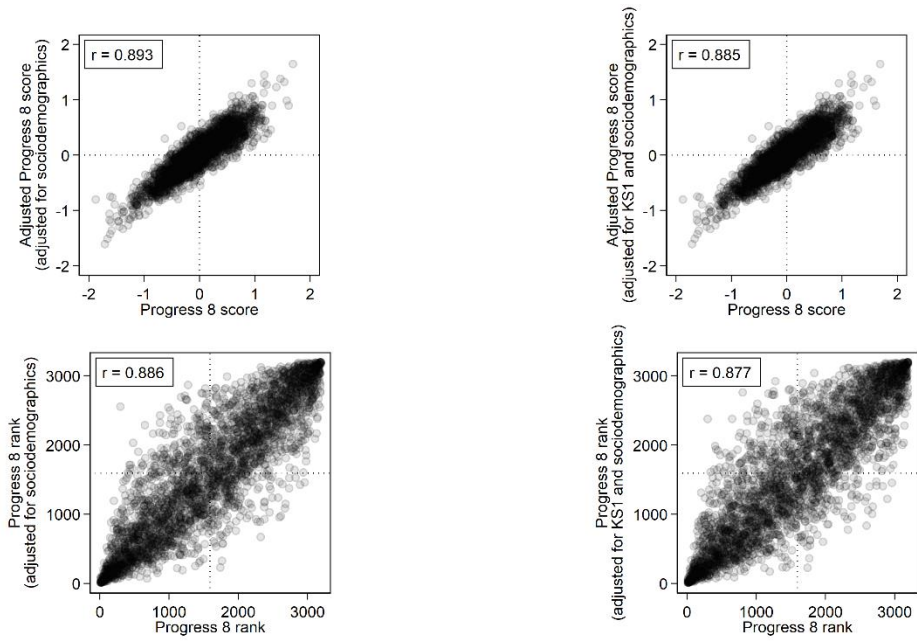 Adjusted Progress 8 score
(adjusted for sociodemographics)
2
1
0
-1
-2
r = 0.893
-2 -1 0 1 2
Progress 8 score
Adjusted Progress 8 score
(adjusted for KS1 and sociodemographics)
2
1
0
-1
-2
r = 0.885
-2 -1 0 1 2
Progress 8 score
Progress 8 rank
(adjusted for sociodemographics)
3000
2000
1000
0
r = 0.886
0 1000 2000 3000
Progress 8 rank
Progress 8 rank
(adjusted for KS1 and sociodemographics)
3000
2000
1000
0
r = 0.877
0 1000 2000 3000
Progress 8 rank